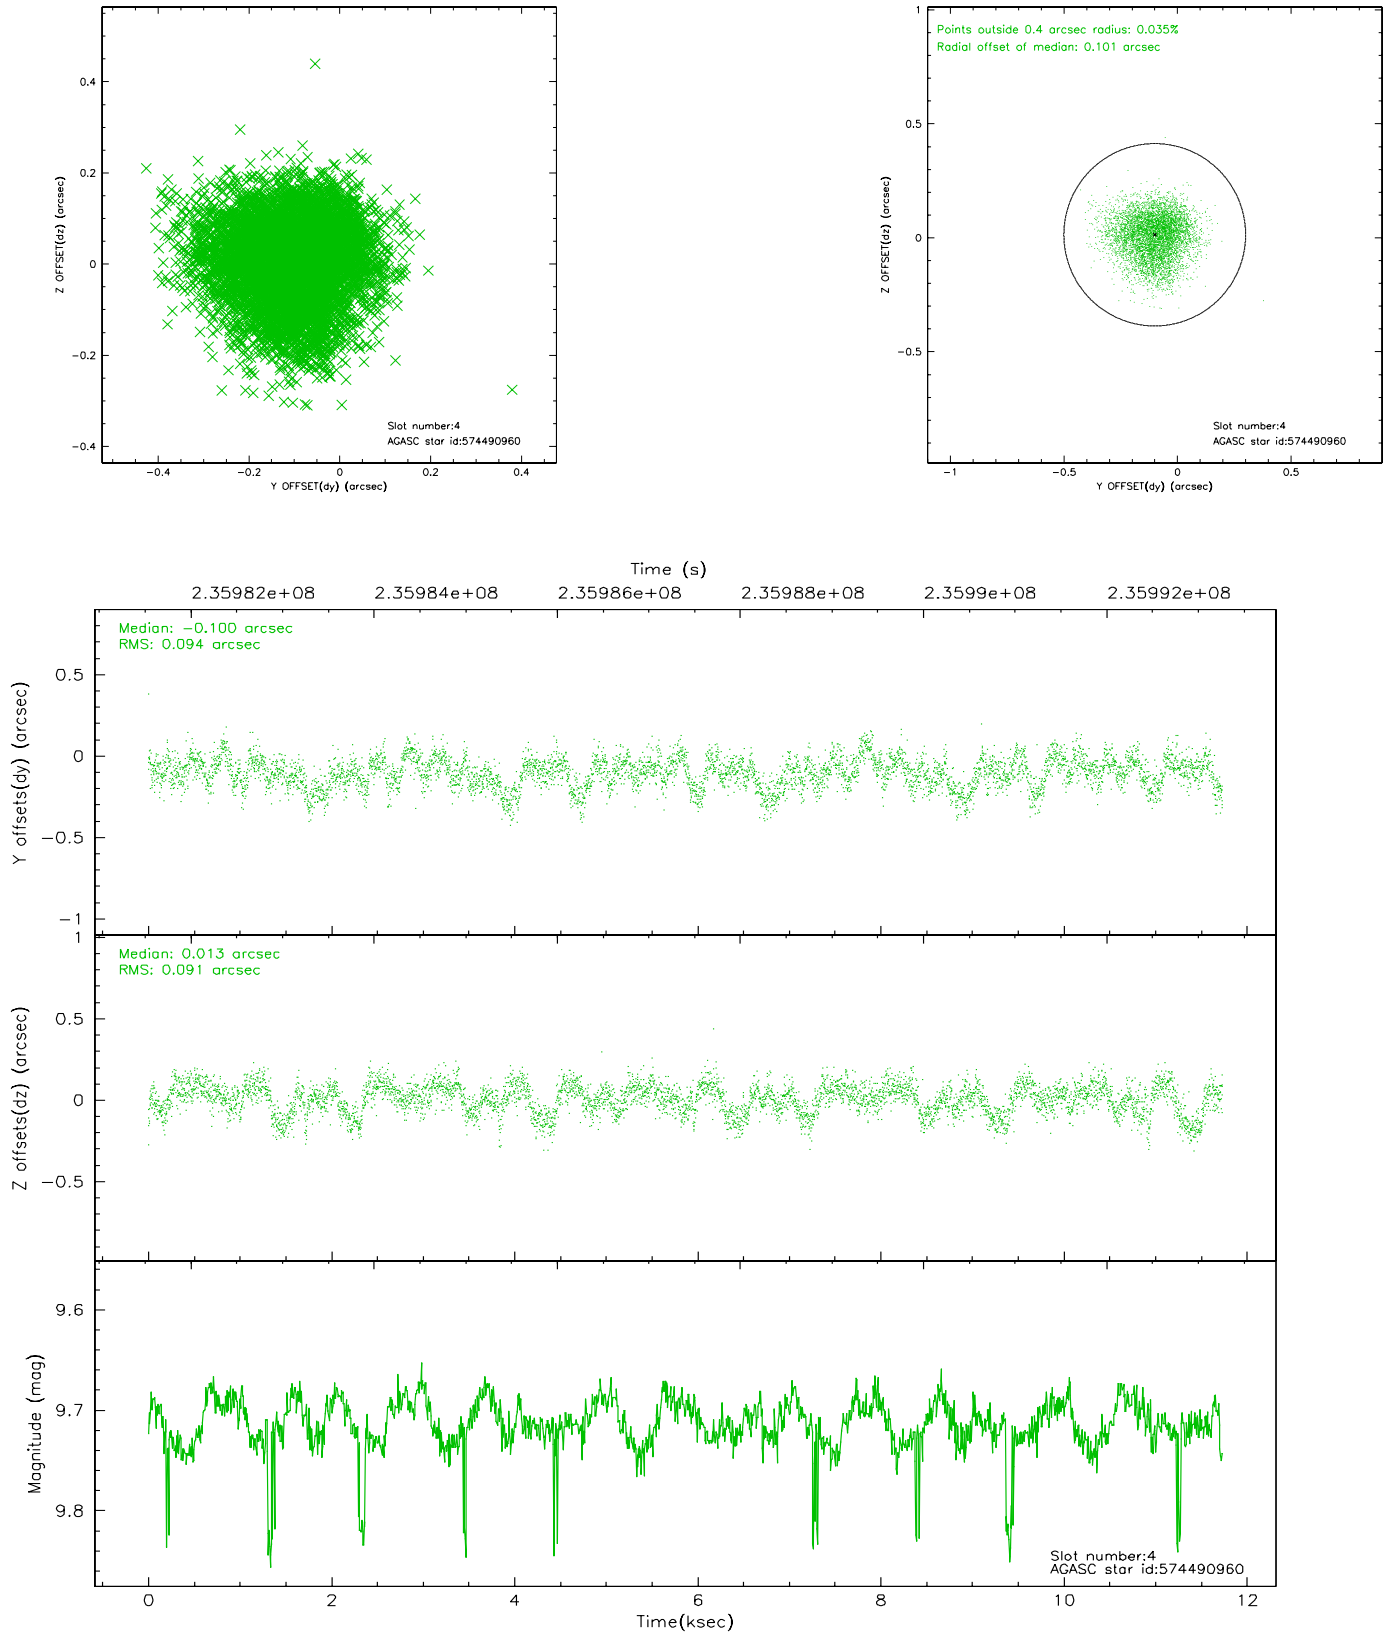 0.4
0.2
0
−0.2
−0.4
Z OFFSET(dz) (arcsec)
Slot number:4
AGASC star id:574490960
−0.4
−0.2
0
0.2
0.4
Y OFFSET(dy) (arcsec)
Points outside 0.4 arcsec radius: 0.035%
Radial offset of median: 0.101 arcsec
1
0.5
0
−0.5
Z OFFSET(dz) (arcsec)
Slot number:4
AGASC star id:574490960
−1
−0.5
0
0.5
Y OFFSET(dy) (arcsec)
Time (s)
2.35982e+08
2.35984e+08
2.35986e+08
2.35988e+08
2.3599e+08
2.35992e+08
Median: −0.100 arcsec
RMS: 0.094 arcsec
0.5
0
−0.5
−1
Y offsets(dy) (arcsec)
Median: 0.013 arcsec
RMS: 0.091 arcsec
1
0.5
0
−0.5
Z offsets(dz) (arcsec)
9.6
9.7
9.8
Magnitude (mag)
Slot number:4
AGASC star id:574490960
0
2
4
6
8
10
12
Time(ksec)